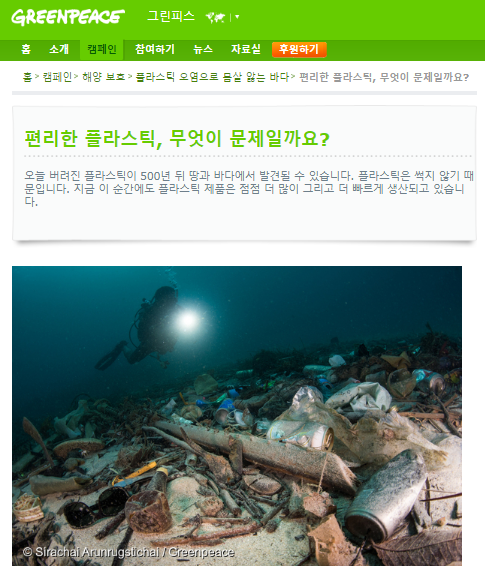 GREENPEACE 그린피스
홈 소개 캠페인 참여하기 뉴스 자료실 후원하기
홈 > 캠페인 > 해양 보호 > 플라스틱 오염으로 몸살 앓는 바다 > 편리한 플라스틱, 무엇이 문제일까요?
편리한 플라스틱, 무엇이 문제일까요?
오늘 버려진 플라스틱이 500년 뒤 땅과 바다에서 발견될 수 있습니다. 플라스틱은 썩지 않기 때
문입니다. 지금 이 순간에도 플라스틱 제품은 점점 더 많이 그리고 더 빠르게 생산되고 있습니
다.
© Sirachai Arunrugstichai / Greenpeace